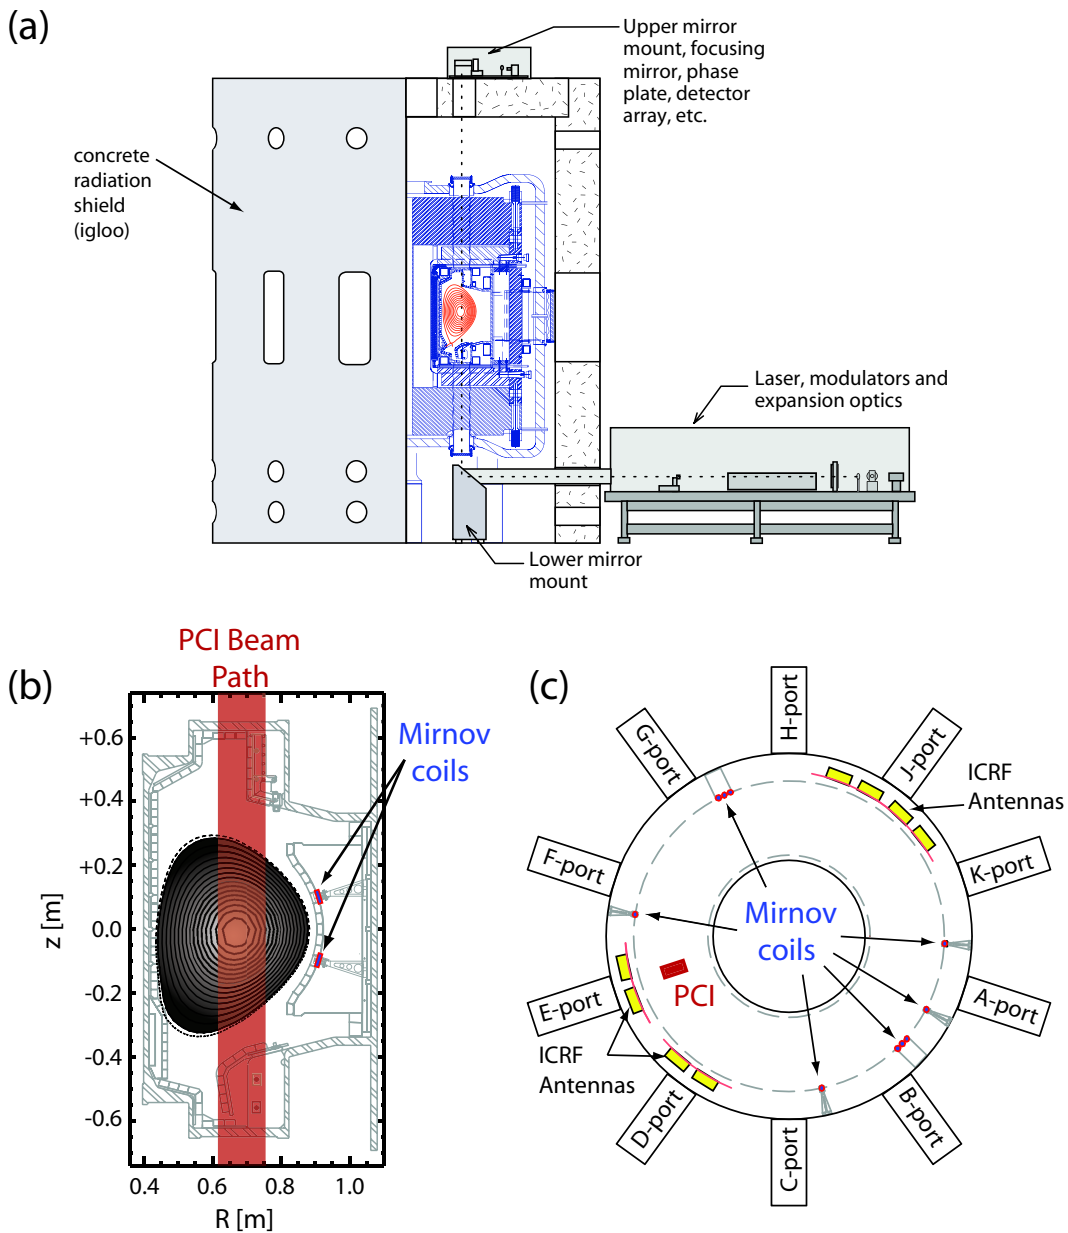 (a)
Upper mirror
mount, focusing
mirror, phase
plate, detector
array, etc.
concrete
radiation
shield
(igloo)
Laser, modulators and
expansion optics
Lower mirror
mount
(b)
PCI Beam
Path
Mirnov
coils
z [m]
+0.6
+0.4
+0.2
0.0
-0.2
-0.4
-0.6
0.4
0.6
0.8
1.0
R [m]
(c)
H-port
G-port
J-port
ICRF
Antennas
F-port
K-port
Mirnov
coils
PCI
E-port
A-port
ICRF
Antennas
D-port
B-port
C-port